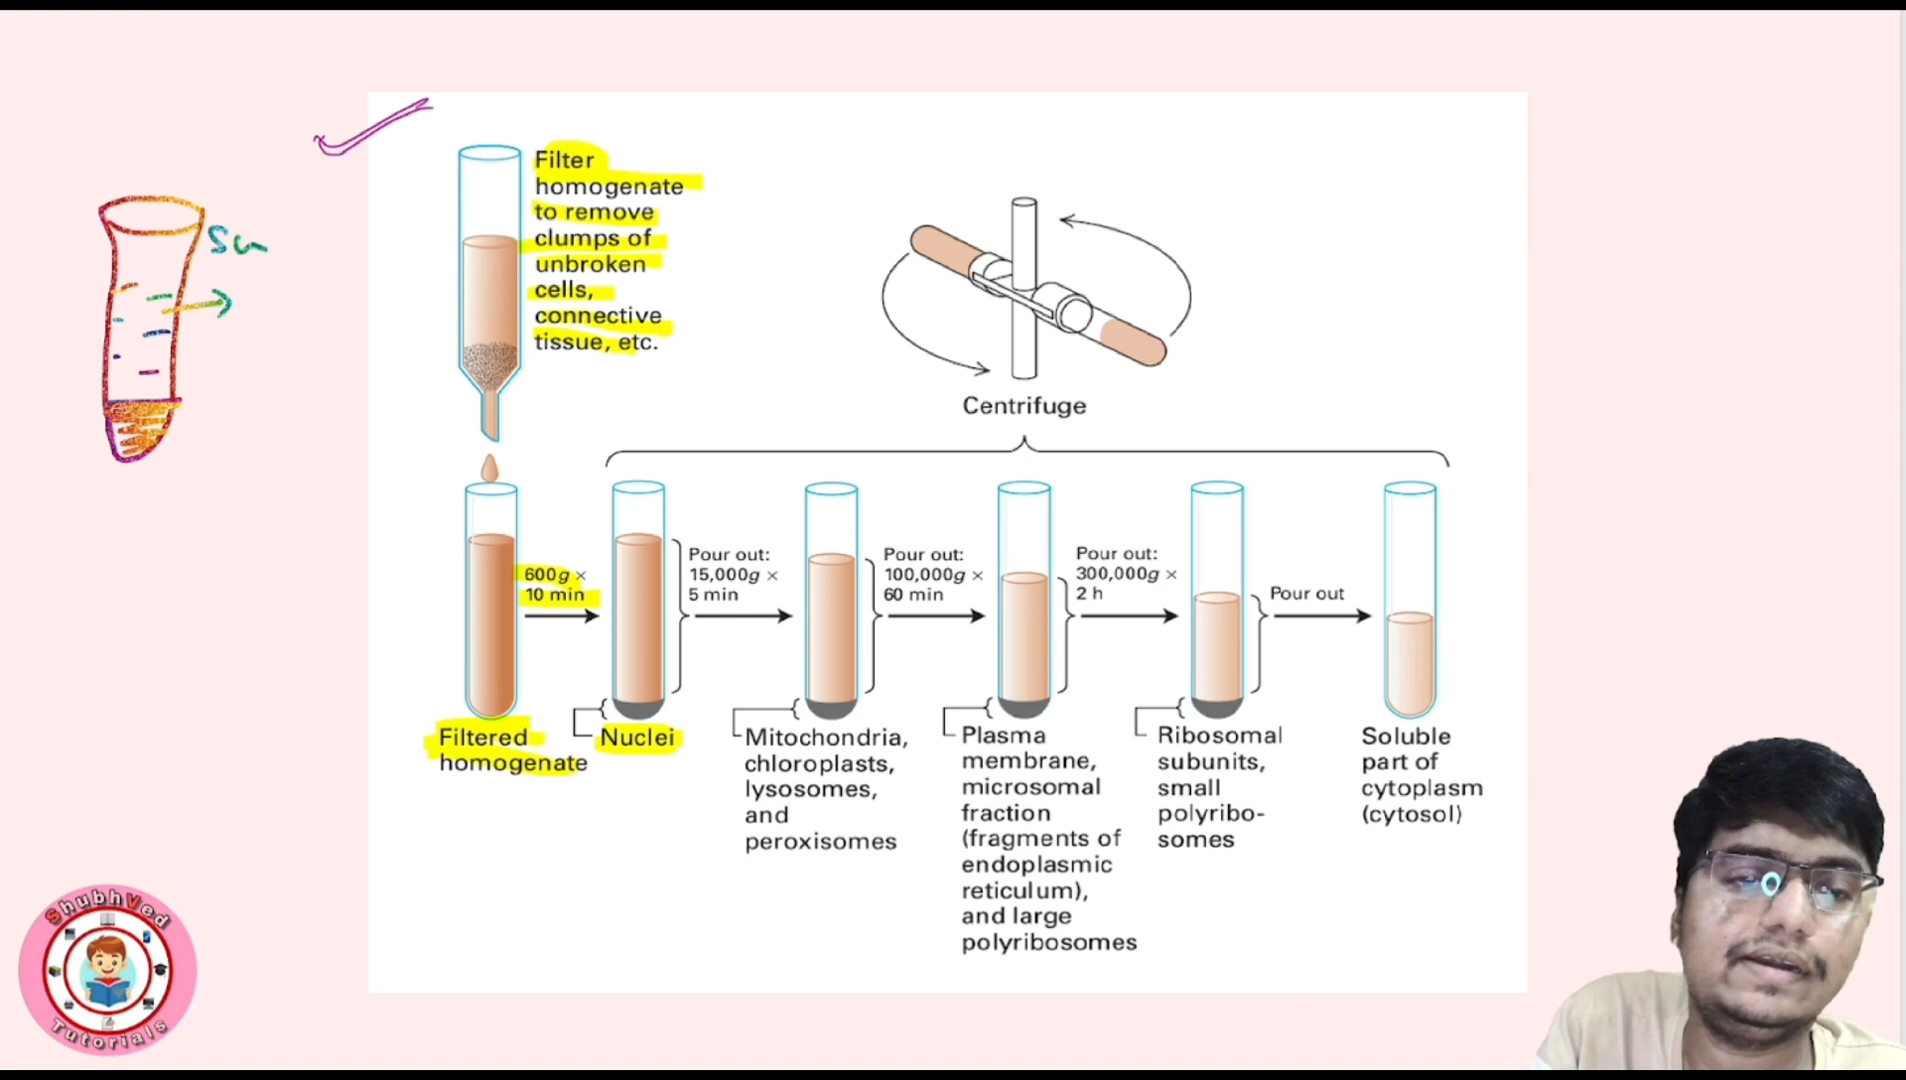 Filter
homogenate
to remove
clumps of
unbroken
cells,
connective
tissue, etc.
Su
Centrifuge
600g ×
10 min
Pour out:
15,000g ×
5 min
Pour out:
100,000g ×
60 min
Pour out:
300,000g ×
2 h
Pour out
Filtered
homogenate
Nuclei
Mitochondria,
chloroplasts,
lysosomes,
and
peroxisomes
Plasma
membrane,
microsomal
fraction
(fragments of
endoplasmic
reticulum),
and large
polyribosomes
Ribosomal
subunits,
small
polyribo-
somes
Soluble
part of
cytoplasm
(cytosol)
ShubhVed
Tutorials